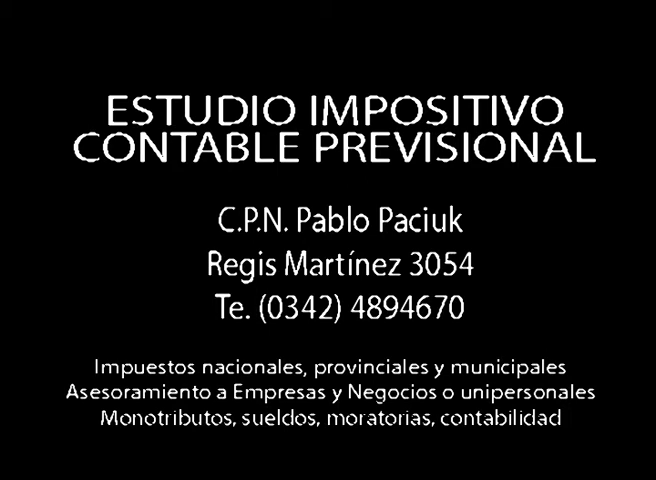 ESTUDIO IMPOSITIVO
CONTABLE PREVISIONAL
C.P.N. Pablo Paciuk
Regis Martínez 3054
Te. (0342) 4894670
Impuestos nacionales, provinciales y municipales
Asesoramiento a Empresas y Negocios o unipersonales
Monotributos, sueldos, moratorias, contabilidad